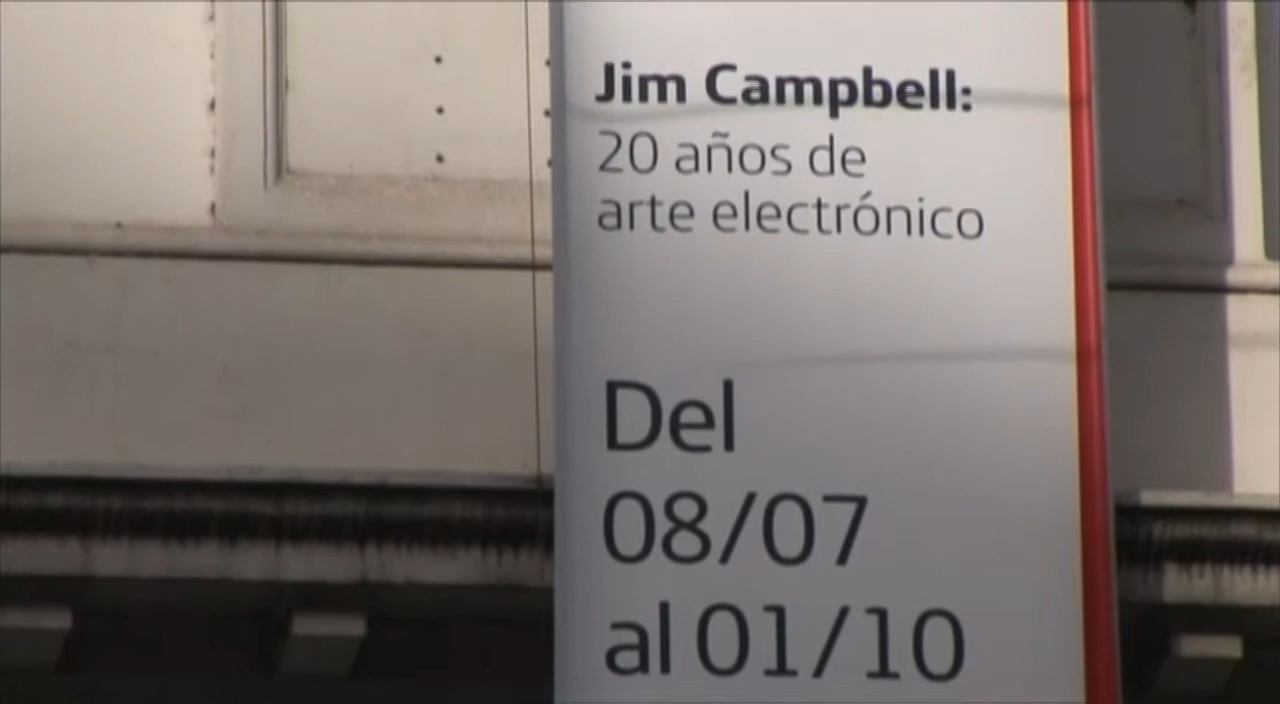 Jim Campbell:
20 años de
arte electrónico
Del
08/07
al 01/10